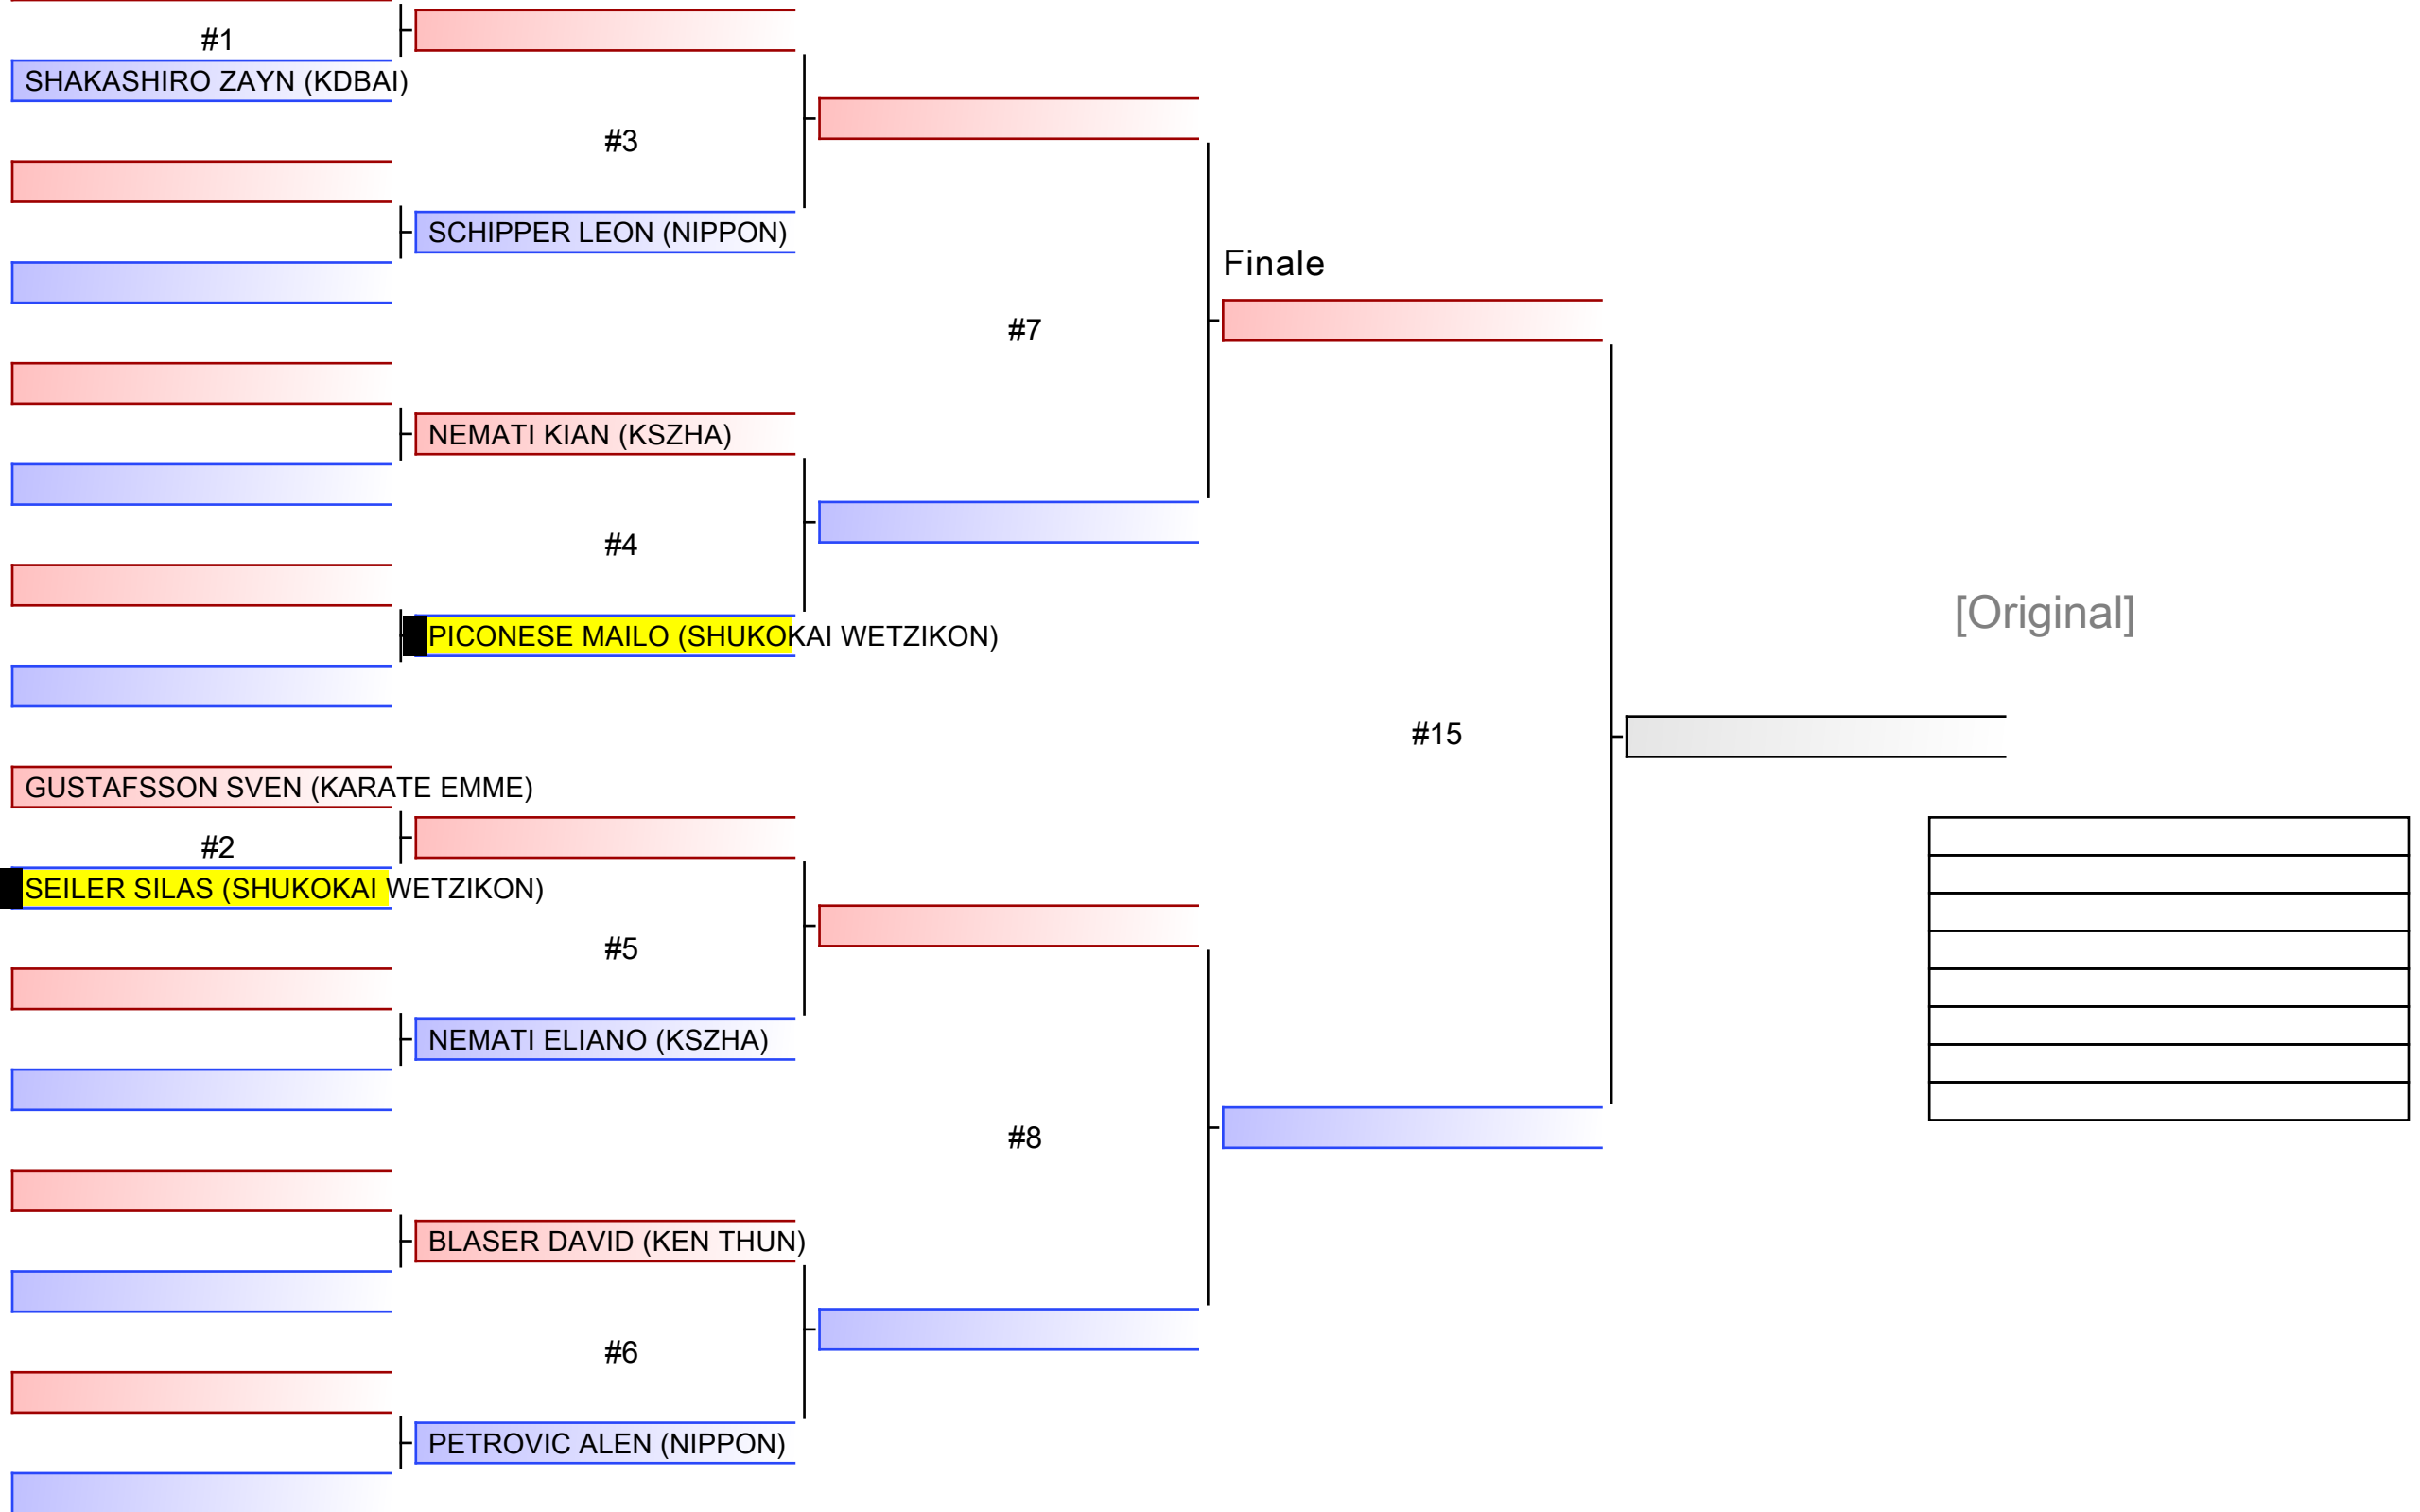 #1
SHAKASHIRO ZAYN (KDBAI)
#3
SCHIPPER LEON (NIPPON)
Finale
#7
NEMATI KIAN (KSZHA)
#4
[Original]
PICONESE MAILO (SHUKOKAI WETZIKON)
#15
GUSTAFSSON SVEN (KARATE EMME)
#2
SEILER SILAS (SHUKOKAI WETZIKON)
#5
NEMATI ELIANO (KSZHA)
#8
BLASER DAVID (KEN THUN)
#6
PETROVIC ALEN (NIPPON)